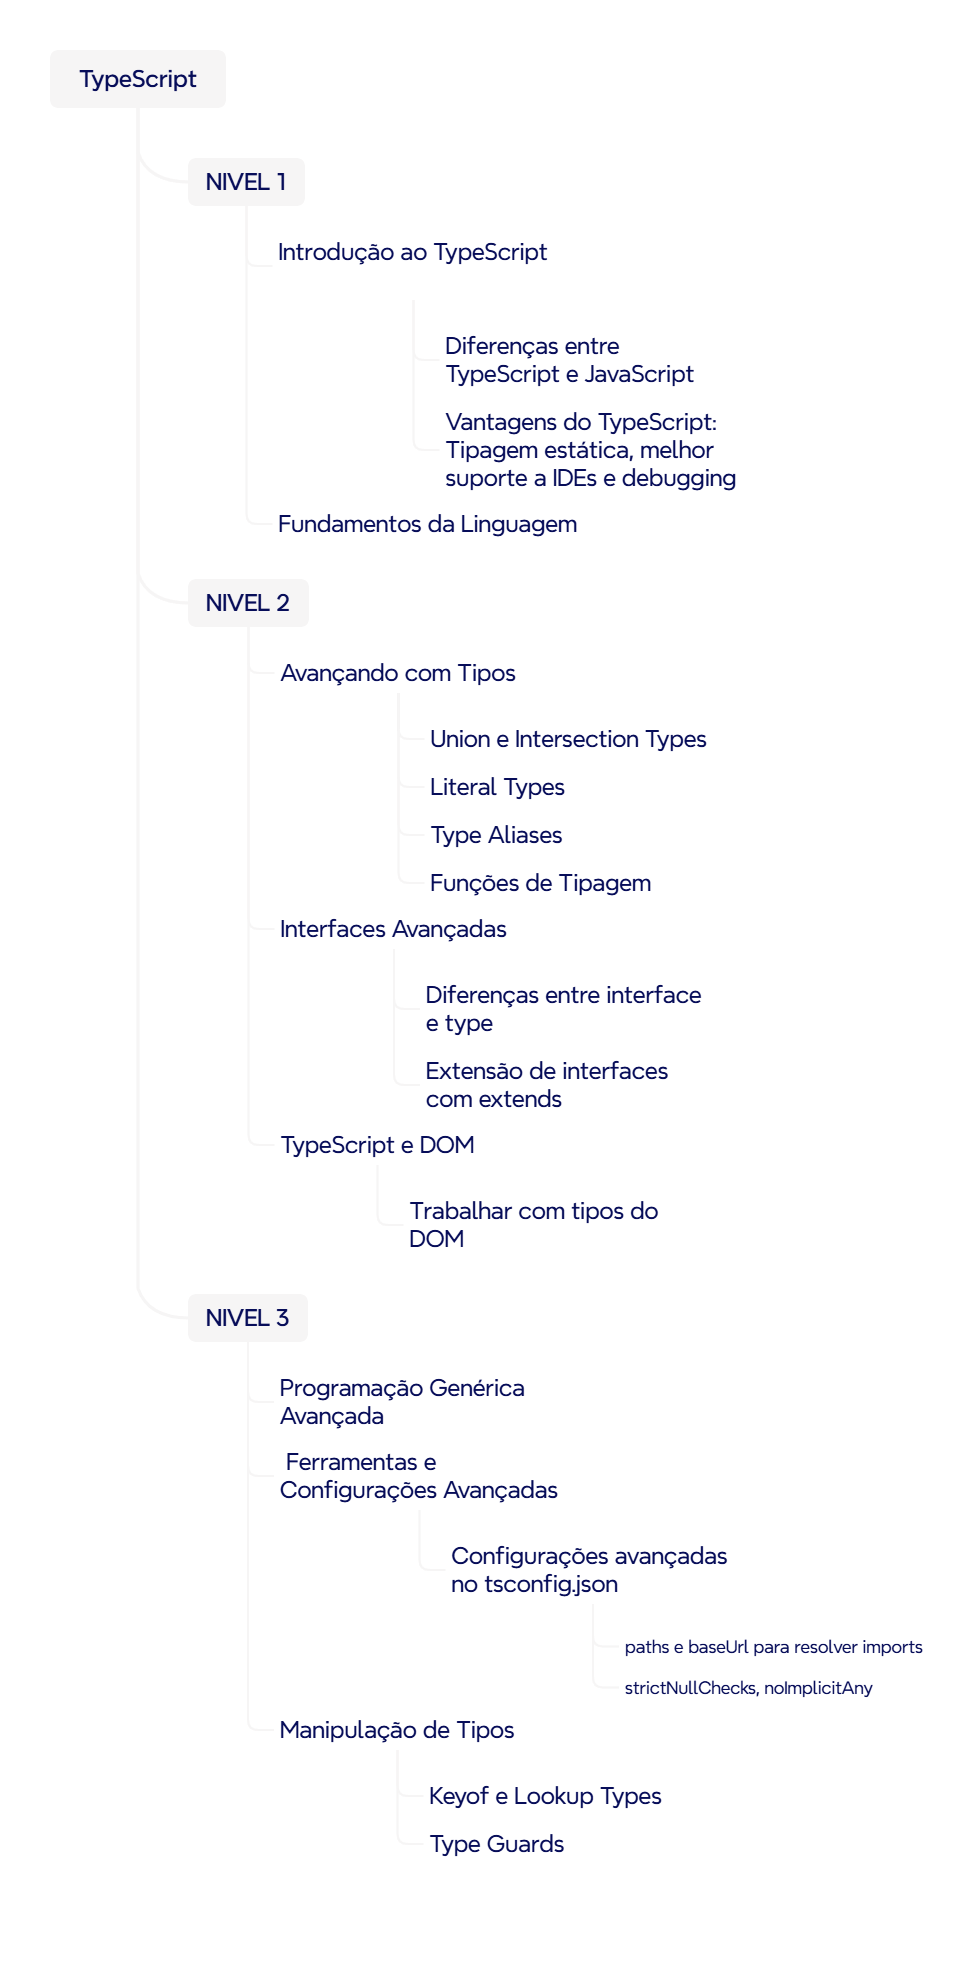 TypeScript
NIVEL 1
Introdução ao TypeScript
Diferenças entre
TypeScript e JavaScript
Vantagens do TypeScript:
Tipagem estática, melhor
suporte a IDEs e debugging
Fundamentos da Linguagem
NIVEL 2
Avançando com Tipos
Union e Intersection Types
Literal Types
Type Aliases
Funções de Tipagem
Interfaces Avançadas
Diferenças entre interface
e type
Extensão de interfaces
com extends
TypeScript e DOM
Trabalhar com tipos do
DOM
NIVEL 3
Programação Genérica
Avançada
Ferramentas e
Configurações Avançadas
Configurações avançadas
no tsconfig.json
paths e baseUrl para resolver imports
strictNullChecks, noImplicitAny
Manipulação de Tipos
Keyof e Lookup Types
Type Guards